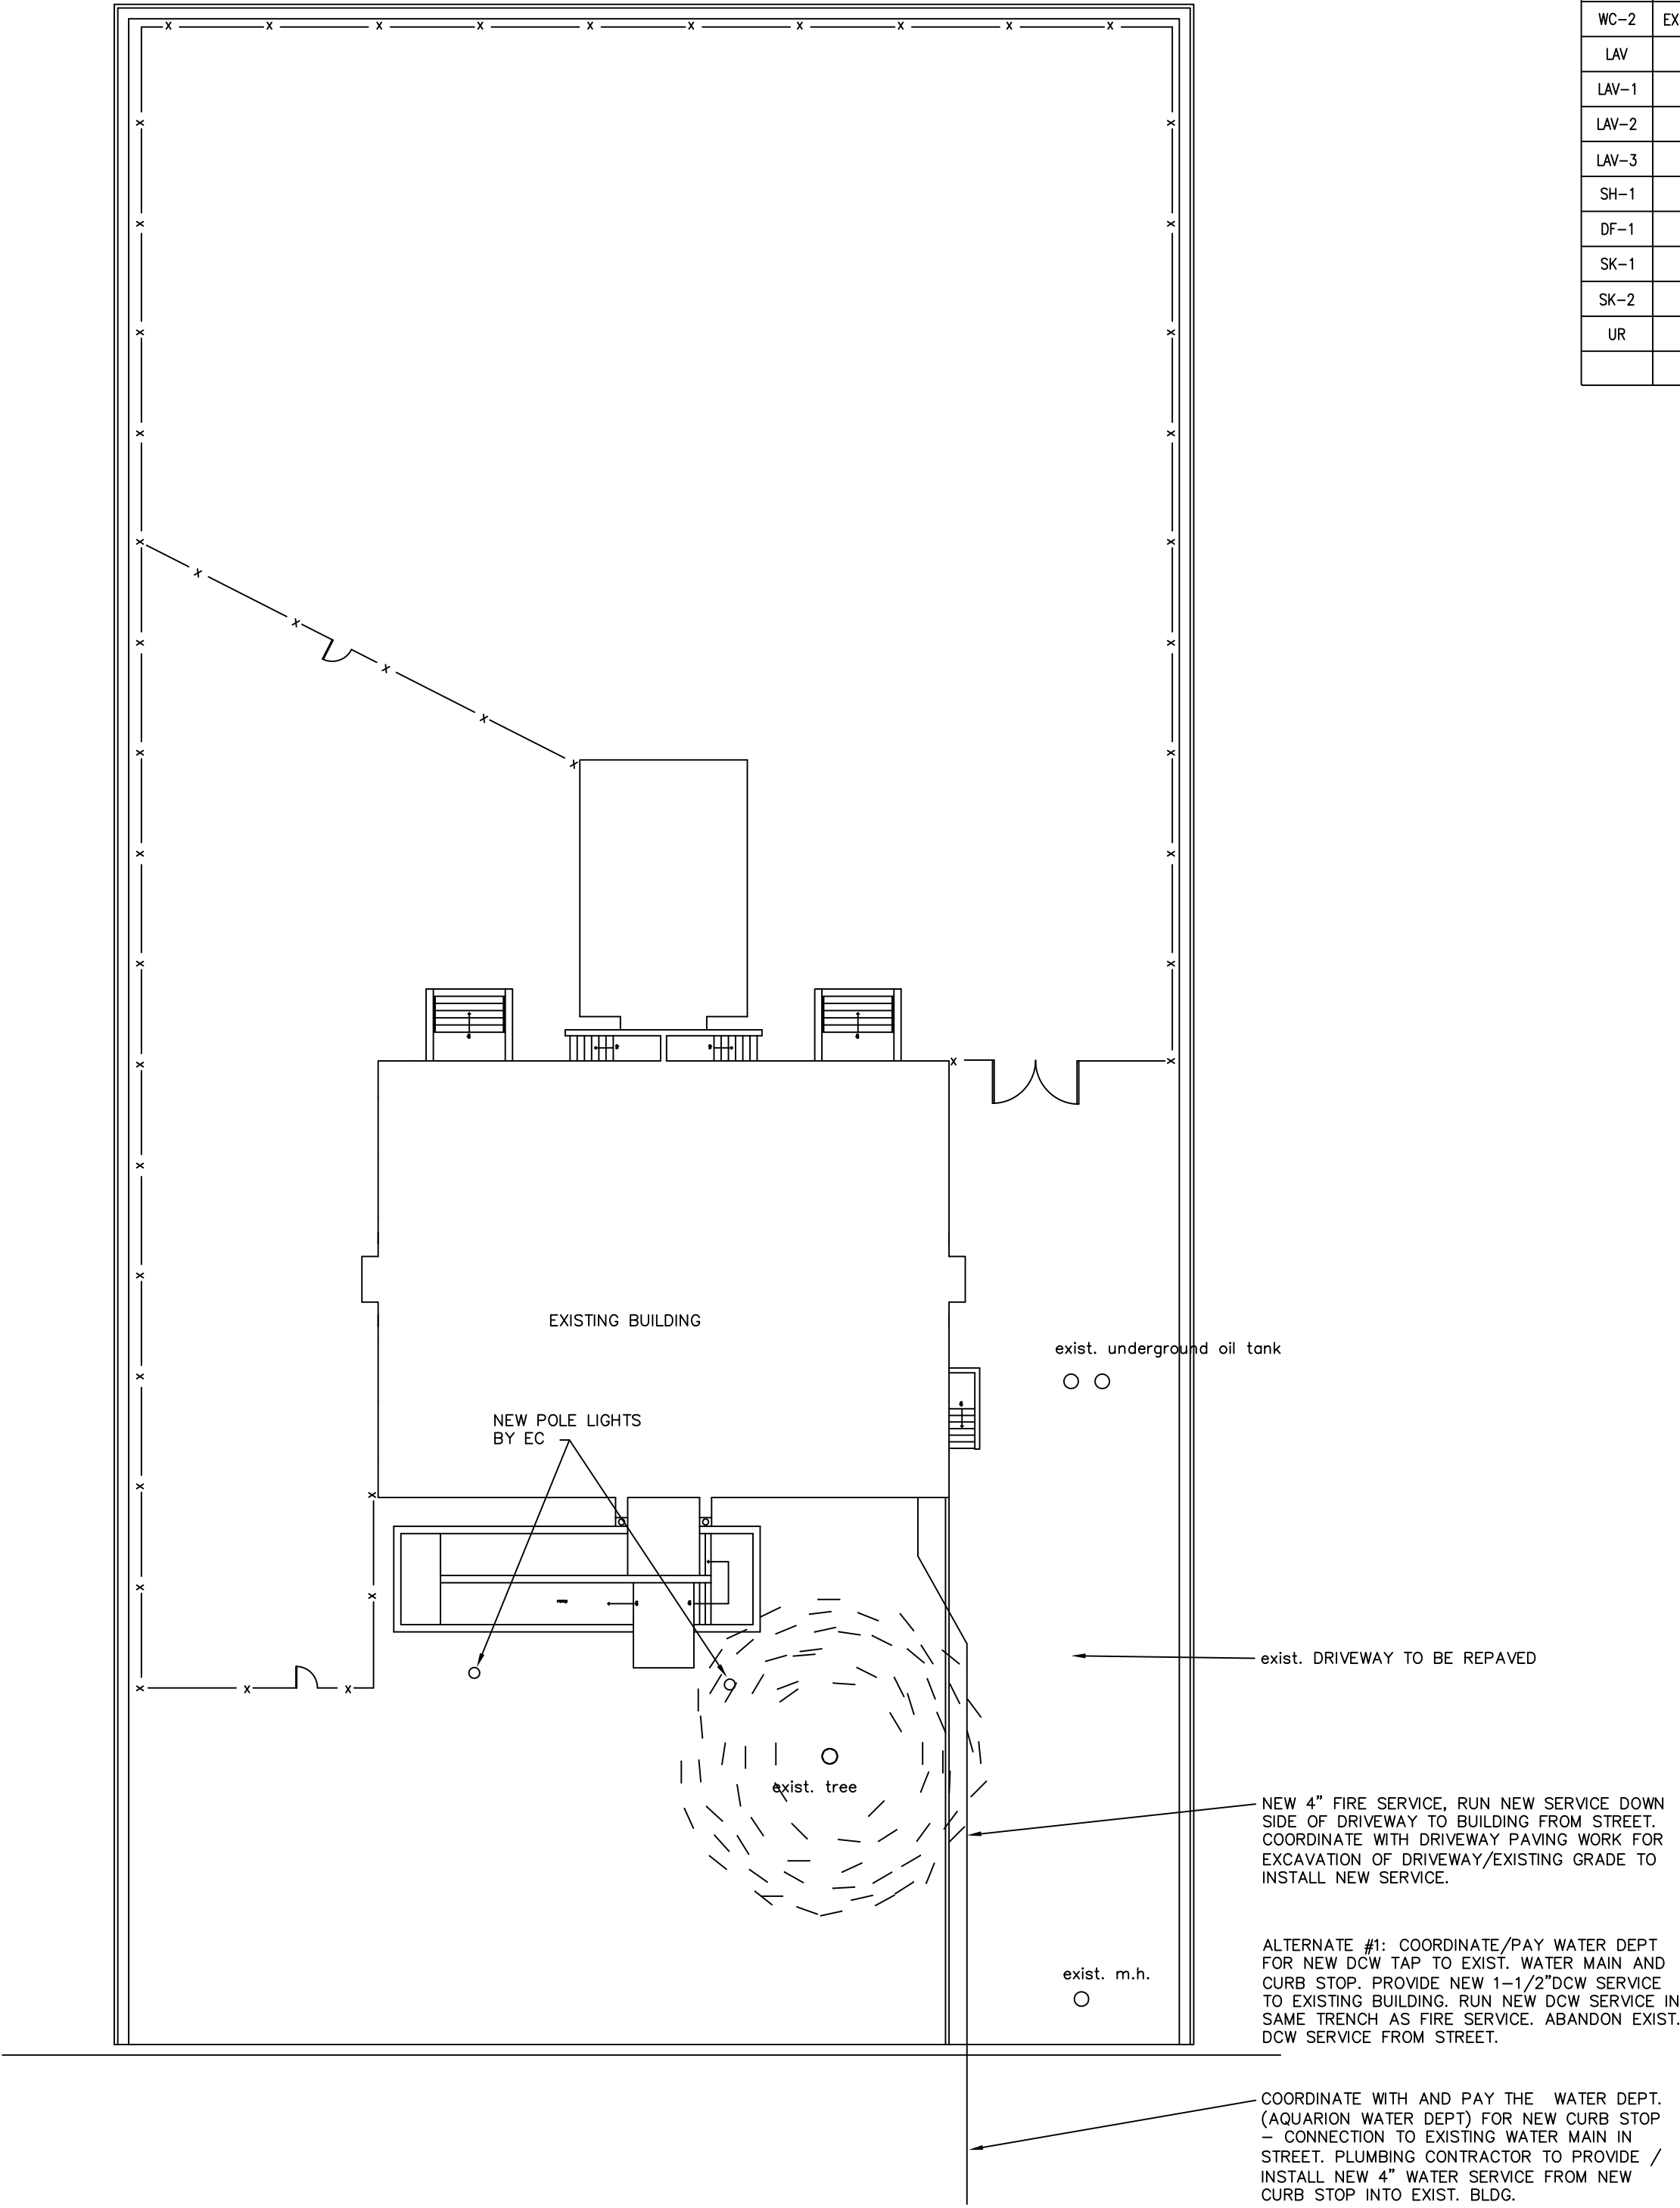 WC-2 EX
LAV
LAV-1
LAV-2
LAV-3
SH-1
DF-1
SK-1
SK-2
UR
EXISTING BUILDING
exist. underground oil tank
NEW POLE LIGHTS
BY EC
exist. DRIVEWAY TO BE REPAVED
exist. tree
NEW 4" FIRE SERVICE, RUN NEW SERVICE DOWN
SIDE OF DRIVEWAY TO BUILDING FROM STREET.
COORDINATE WITH DRIVEWAY PAVING WORK FOR
EXCAVATION OF DRIVEWAY/EXISTING GRADE TO
INSTALL NEW SERVICE.
ALTERNATE #1: COORDINATE/PAY WATER DEPT
FOR NEW DCW TAP TO EXIST. WATER MAIN AND
CURB STOP. PROVIDE NEW 1-1/2"DCW SERVICE
TO EXISTING BUILDING. RUN NEW DCW SERVICE IN
SAME TRENCH AS FIRE SERVICE. ABANDON EXIST.
DCW SERVICE FROM STREET.
exist. m.h.
COORDINATE WITH AND PAY THE WATER DEPT.
(AQUARION WATER DEPT) FOR NEW CURB STOP
- CONNECTION TO EXISTING WATER MAIN IN
STREET. PLUMBING CONTRACTOR TO PROVIDE /
INSTALL NEW 4" WATER SERVICE FROM NEW
CURB STOP INTO EXIST. BLDG.